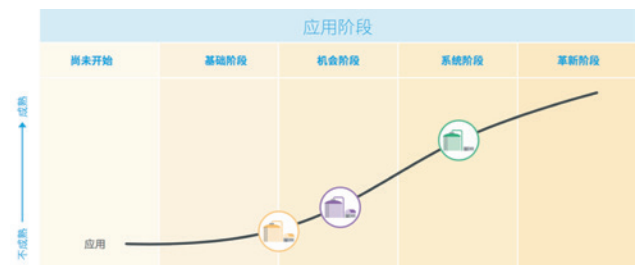 应用阶段
尚未开始
基础阶段
机会阶段
系统阶段
革新阶段
成熟
不成熟
应用